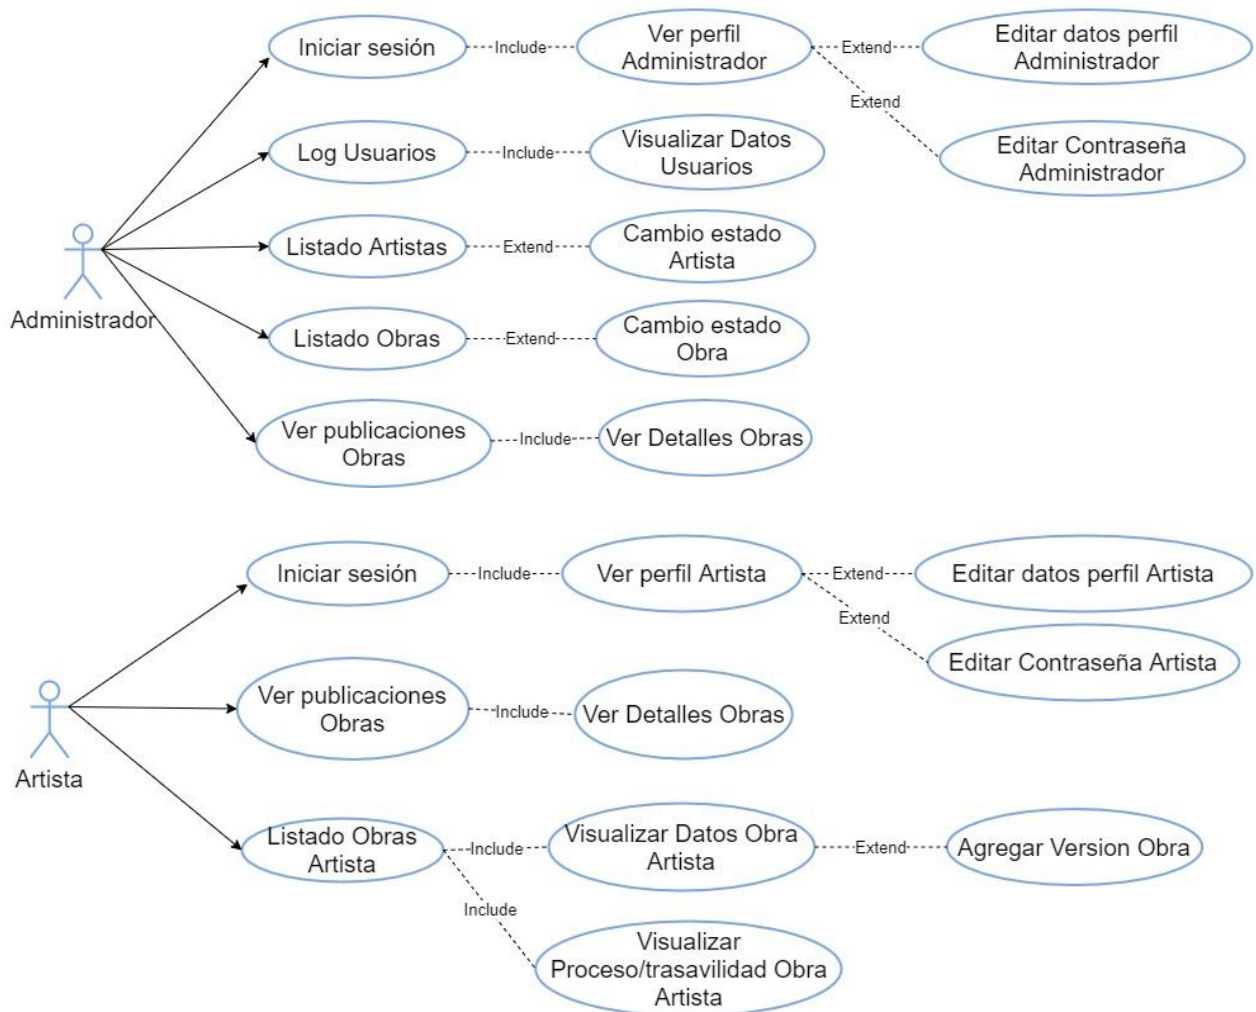 Iniciar sesión
Include
Ver perfil
Administrador
Extend
Editar datos perfil
Administrador
Extend
Log Usuarios
Include
Visualizar Datos
Usuarios
Editar Contraseña
Administrador
Listado Artistas
Extend
Cambio estado
Artista
Administrador
Listado Obras
Extend
Cambio estado
Obra
Ver publicaciones
Obras
Include
Ver Detalles Obras
Iniciar sesión
Include
Ver perfil Artista
Extend
Editar datos perfil Artista
Extend
Editar Contraseña Artista
Ver publicaciones
Obras
Include
Ver Detalles Obras
Artista
Listado Obras
Artista
Include
Visualizar Datos Obra
Artista
Extend
Agregar Version Obra
Include
Visualizar
Proceso/trasavilidad Obra
Artista